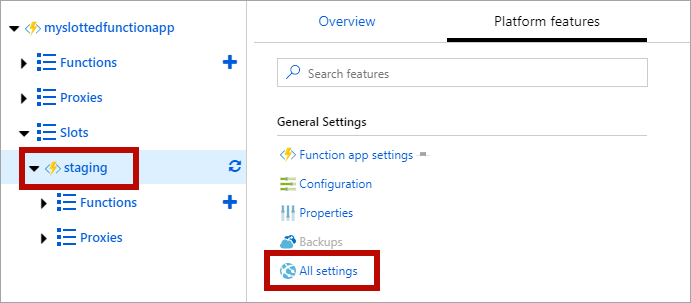 myslottedfunctionapp
Functions
Proxies
Slots
staging
Functions
Proxies
Overview
Platform features
Search features
General Settings
Function app settings
Configuration
Properties
Backups
All settings